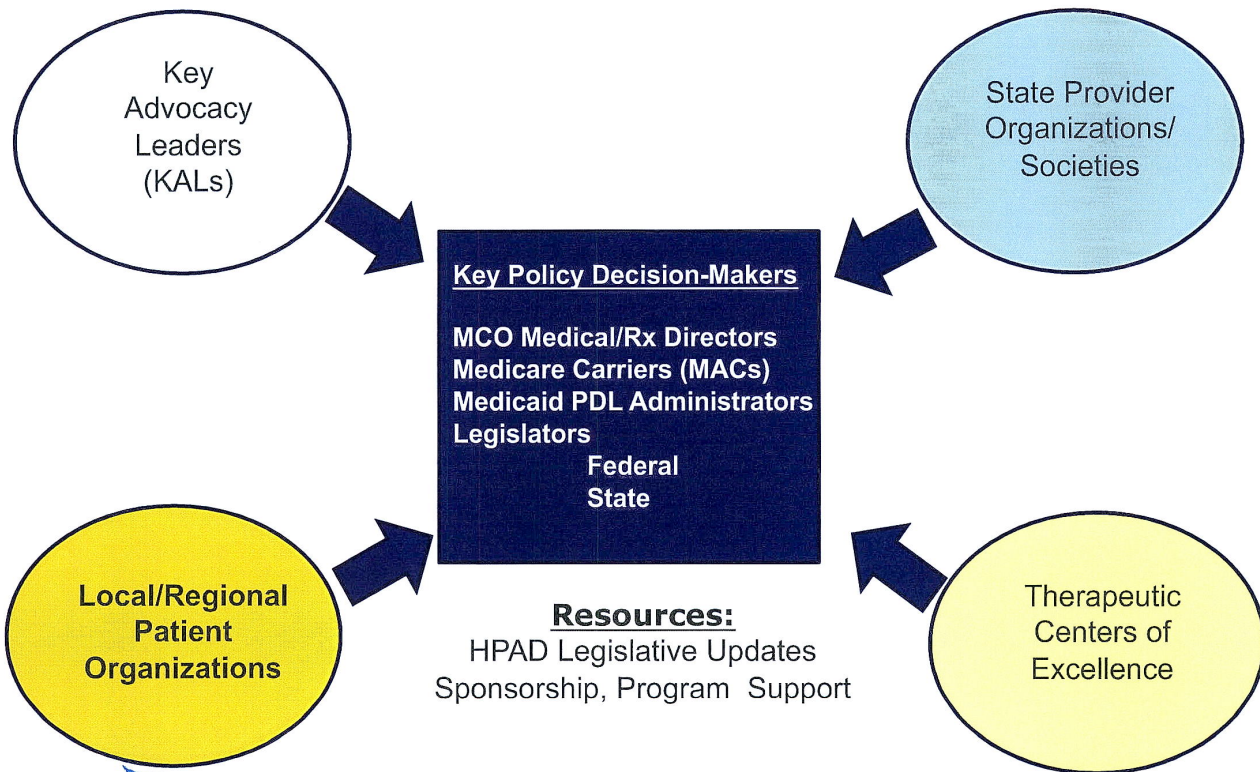 Key
Advocacy
Leaders
(KALs)
State Provider
Organizations/
Societies
Key Policy Decision-Makers
MCO Medical/Rx Directors
Medicare Carriers (MACs)
Medicaid PDL Administrators
Legislators
Federal
State
Local/Regional
Patient
Organizations
Resources:
HPAD Legislative Updates
Sponsorship, Program Support
Therapeutic
Centers of
Excellence